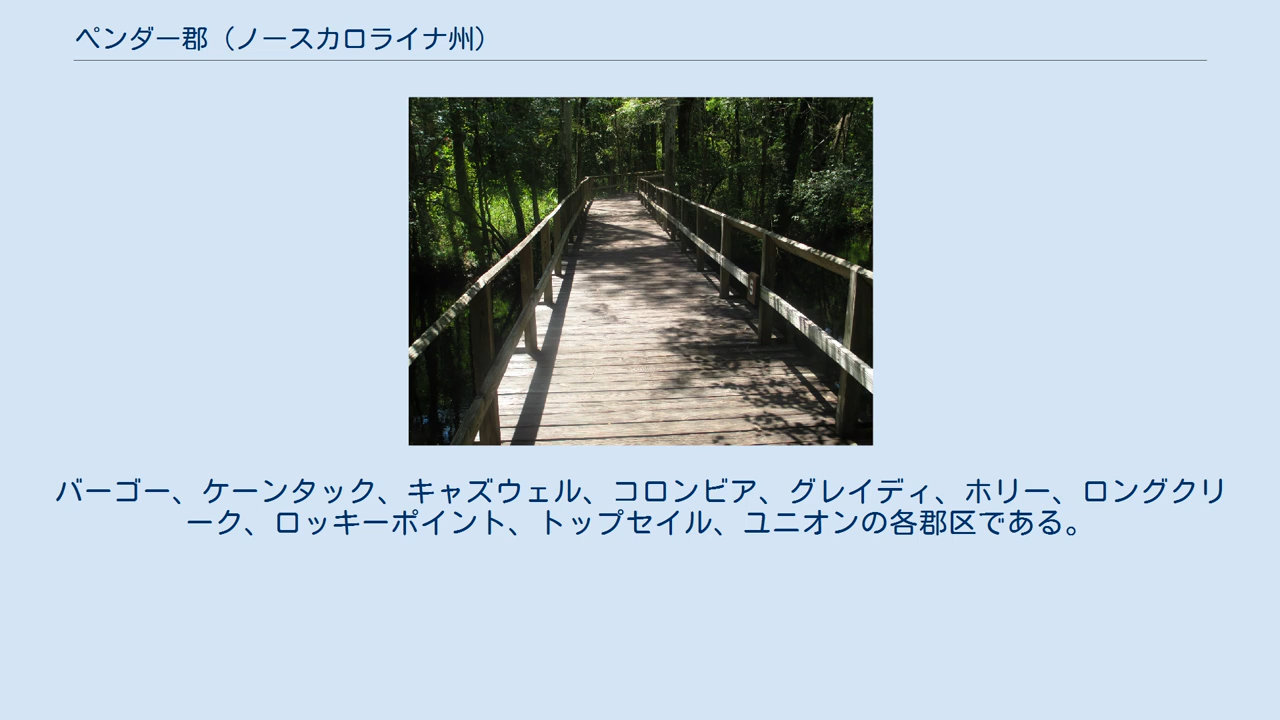 ペンダー郡（ノースカロライナ州）
バーゴー、ケーンタック、キャズウェル、コロンビア、グレイディ、ホリー、ロングクリ
ーク、ロッキーポイント、トップセイル、ユニオンの各郡区である。